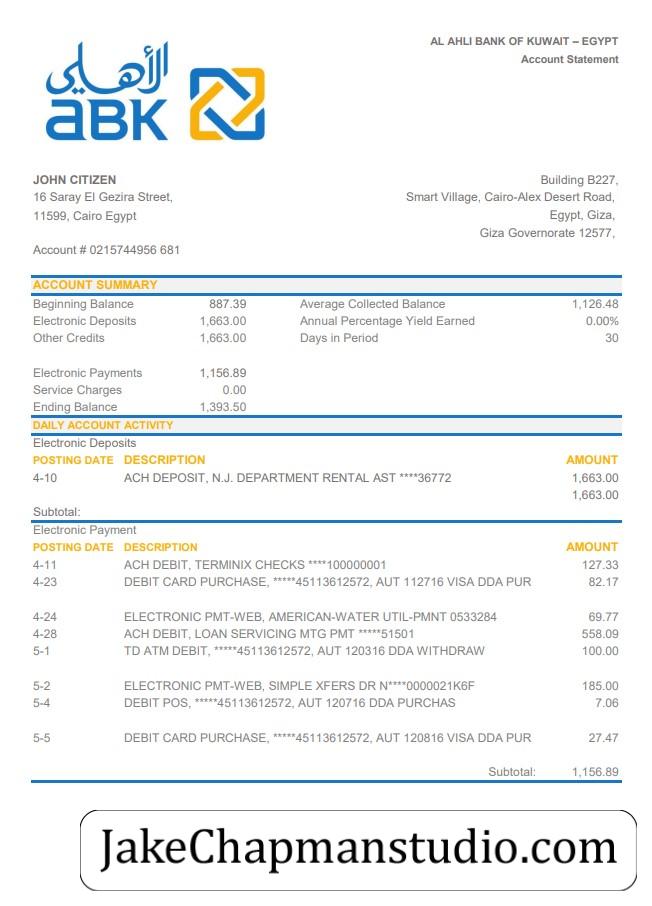 الأهلي
aBK
AL AHLI BANK OF KUWAIT – EGYPT
Account Statement
JOHN CITIZEN
16 Saray El Gezira Street,
11599, Cairo Egypt
Account # 0215744956 681
Building B227,
Smart Village, Cairo-Alex Desert Road,
Egypt, Giza,
Giza Governorate 12577,
ACCOUNT SUMMARY
Beginning Balance 887.39 Average Collected Balance 1,126.48
Electronic Deposits 1,663.00 Annual Percentage Yield Earned 0.00%
Other Credits 1,663.00 Days in Period 30
Electronic Payments 1,156.89
Service Charges 0.00
Ending Balance 1,393.50
DAILY ACCOUNT ACTIVITY
Electronic Deposits
POSTING DATE DESCRIPTION AMOUNT
4-10 ACH DEPOSIT, N.J. DEPARTMENT RENTAL AST ****36772 1,663.00
1,663.00
Subtotal:
Electronic Payment
POSTING DATE DESCRIPTION AMOUNT
4-11 ACH DEBIT, TERMINIX CHECKS ****100000001 127.33
4-23 DEBIT CARD PURCHASE, *****45113612572, AUT 112716 VISA DDA PUR 82.17
4-24 ELECTRONIC PMT-WEB, AMERICAN-WATER UTIL-PMNT 0533284 69.77
4-28 ACH DEBIT, LOAN SERVICING MTG PMT *****51501 558.09
5-1 TD ATM DEBIT, *****45113612572, AUT 120316 DDA WITHDRAW 100.00
5-2 ELECTRONIC PMT-WEB, SIMPLE XFERS DR N****0000021K6F 185.00
5-4 DEBIT POS, *****45113612572, AUT 120716 DDA PURCHAS 7.06
5-5 DEBIT CARD PURCHASE, *****45113612572, AUT 120816 VISA DDA PUR 27.47
Subtotal: 1,156.89
JakeChapmanstudio.com